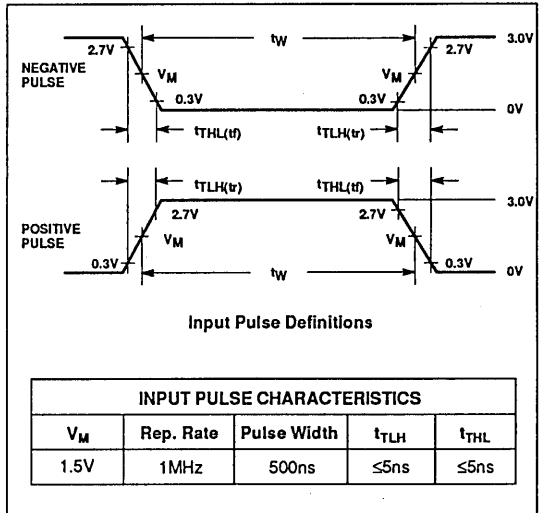 tW
3.0V
2.7V
2.7V
NEGATIVE
PULSE
VM
VM
0.3V
0.3V
0V
tTHL(tf)
tTLH(tr)
tTLH(tr)
tTHL(tf)
3.0V
2.7V
2.7V
POSITIVE
PULSE
VM
VM
0.3V
0.3V
0V
tW
Input Pulse Definitions
INPUT PULSE CHARACTERISTICS
VM Rep. Rate Pulse Width tTLH tTHL
1.5V 1MHz 500ns ≤5ns ≤5ns